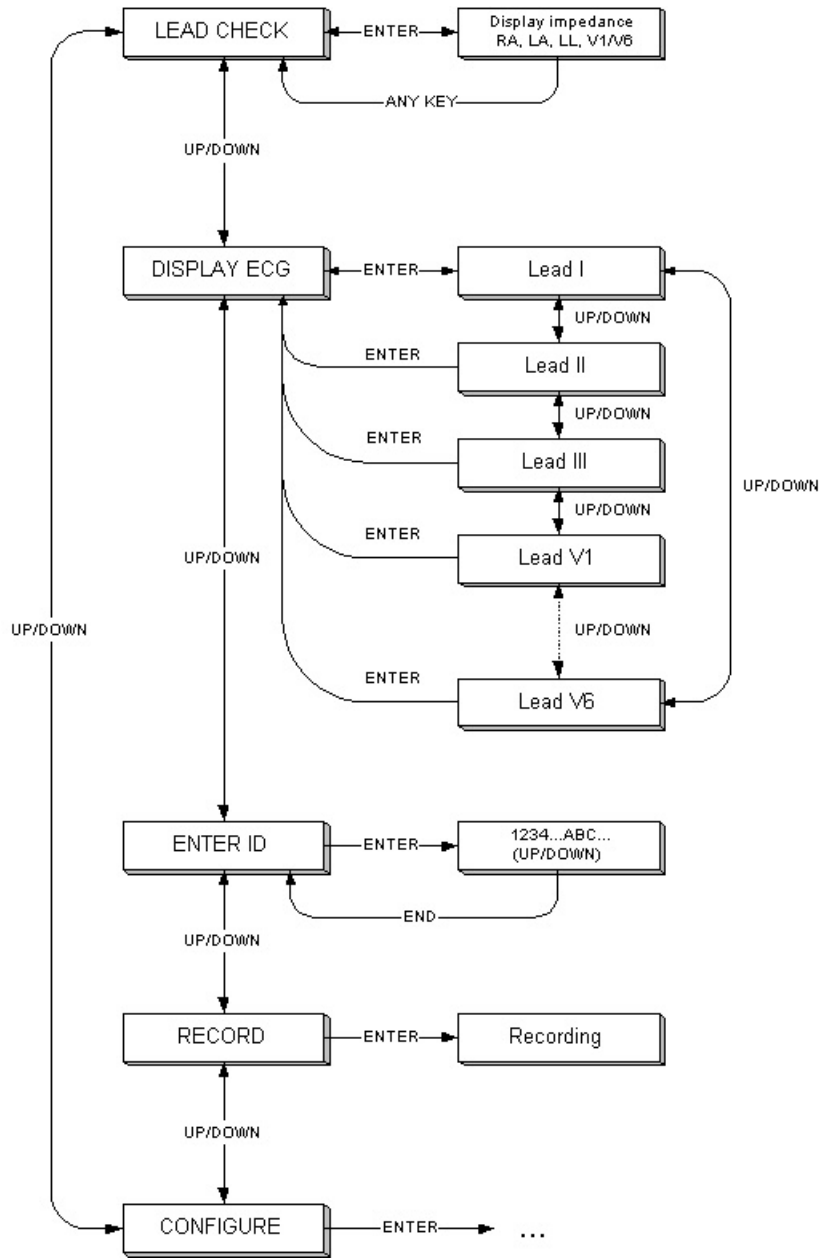 LEAD CHECK
ENTER
Display impedance
RA, LA, LL, V1/V6
ANY KEY
UP/DOWN
DISPLAY ECG
ENTER
Lead I
UP/DOWN
ENTER
Lead II
UP/DOWN
ENTER
Lead III
UP/DOWN
UP/DOWN
ENTER
Lead V1
UP/DOWN
UP/DOWN
UP/DOWN
ENTER
Lead V6
ENTER ID
ENTER
1234...ABC...
(UP/DOWN)
END
UP/DOWN
RECORD
ENTER
Recording
UP/DOWN
CONFIGURE
ENTER
...